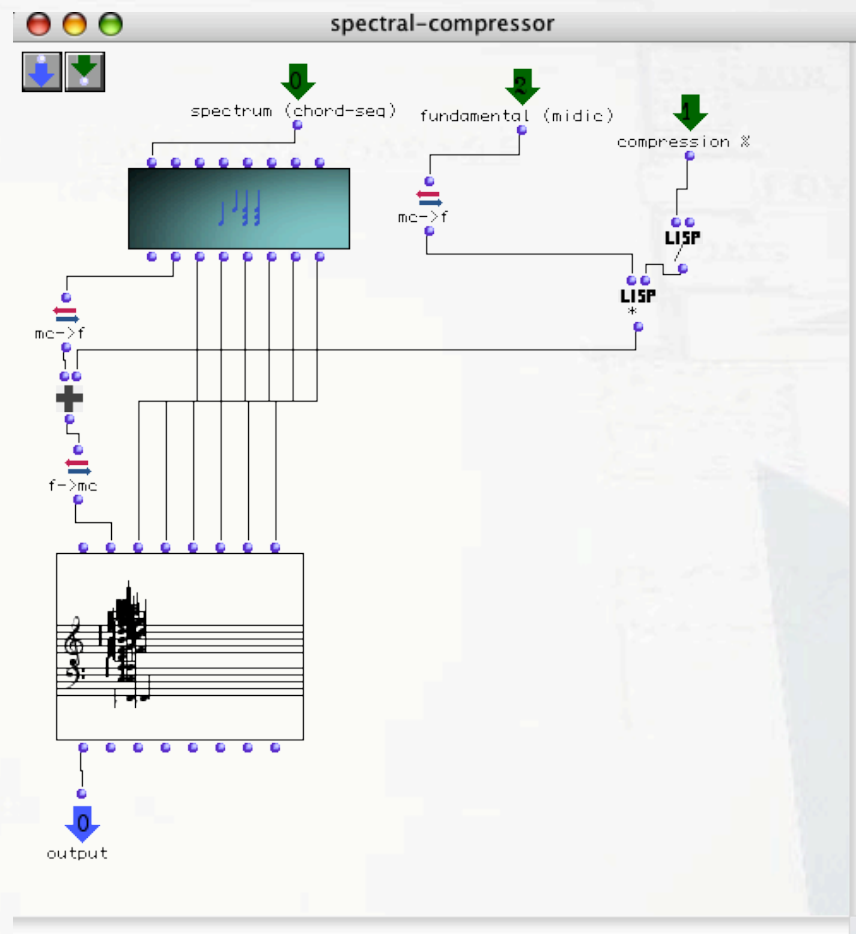 spectral-compressor
0
2
1
spectrum (chord-seq)
fundamental (midic)
compression %
mc->f
LISP
/
LISP
*
mc->f
f->mc
0
output